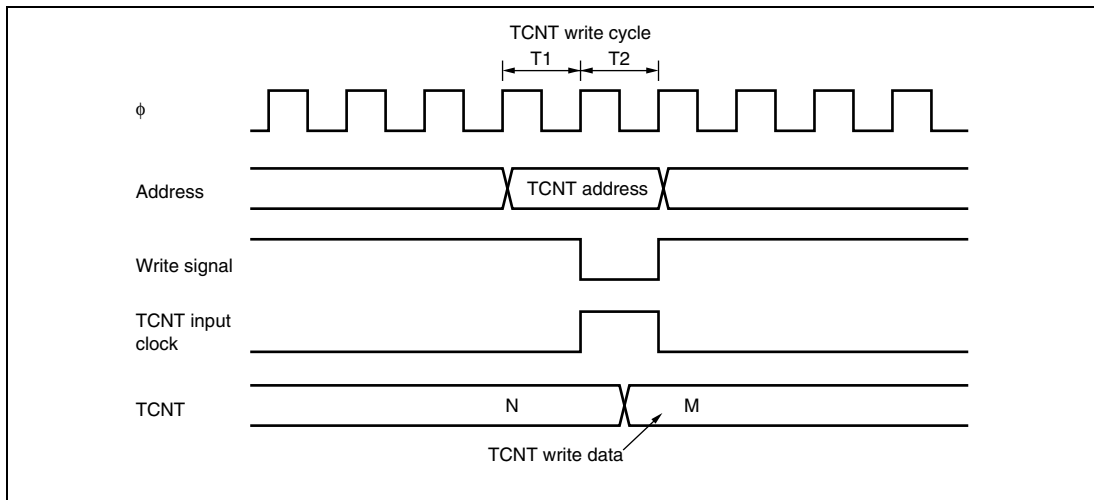 TCNT write cycle
T1
T2
ϕ
Address
TCNT address
Write signal
TCNT input
clock
TCNT
N
M
TCNT write data